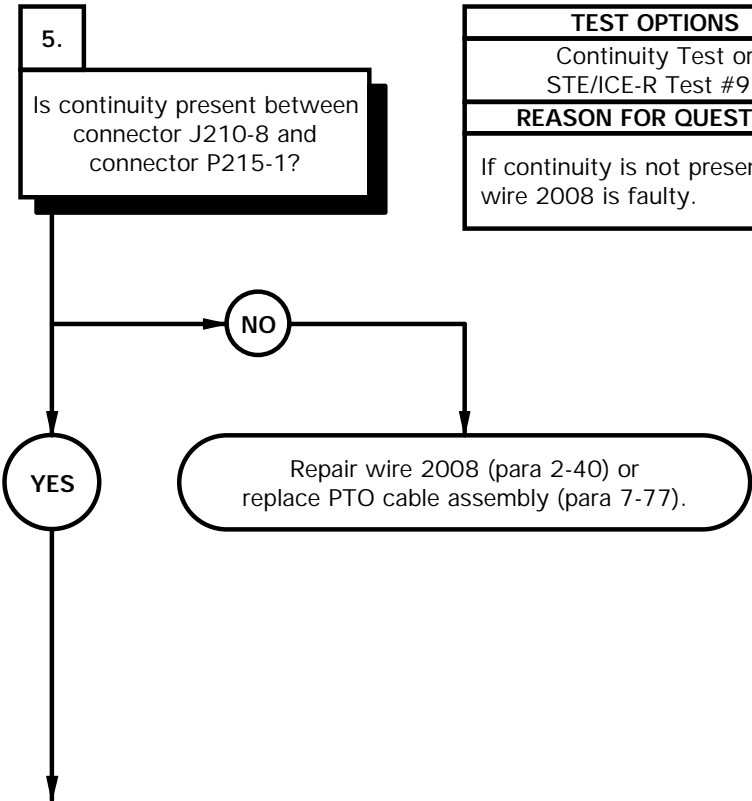 5.
Is continuity present between
connector J210-8 and
connector P215-1?
TEST OPTIONS
Continuity Test or
STE/ICE-R Test #9
REASON FOR QUEST
If continuity is not presen
wire 2008 is faulty.
NO
YES
Repair wire 2008 (para 2-40) or
replace PTO cable assembly (para 7-77).